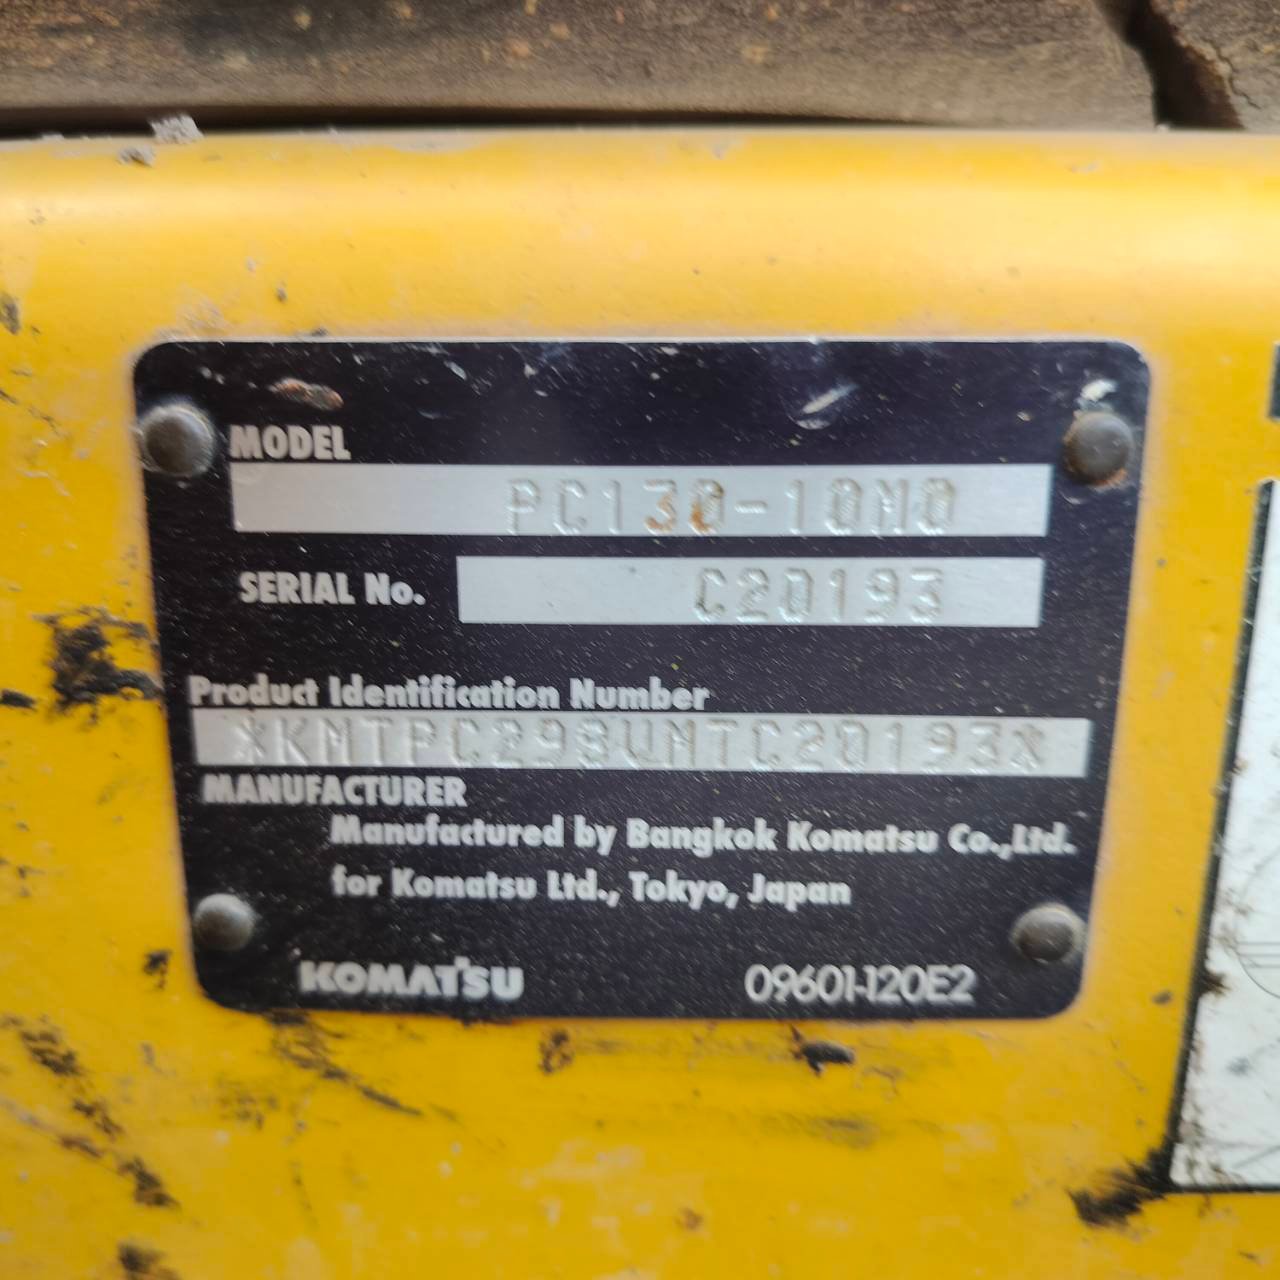 MODEL
PC130-10M0
SERIAL No.
C20193
Product Identification Number
*KMTPC298VMTC20193*
MANUFACTURER
Manufactured by Bangkok Komatsu Co.,Ltd.
for Komatsu Ltd., Tokyo, Japan
KOMATSU 09601-120E2